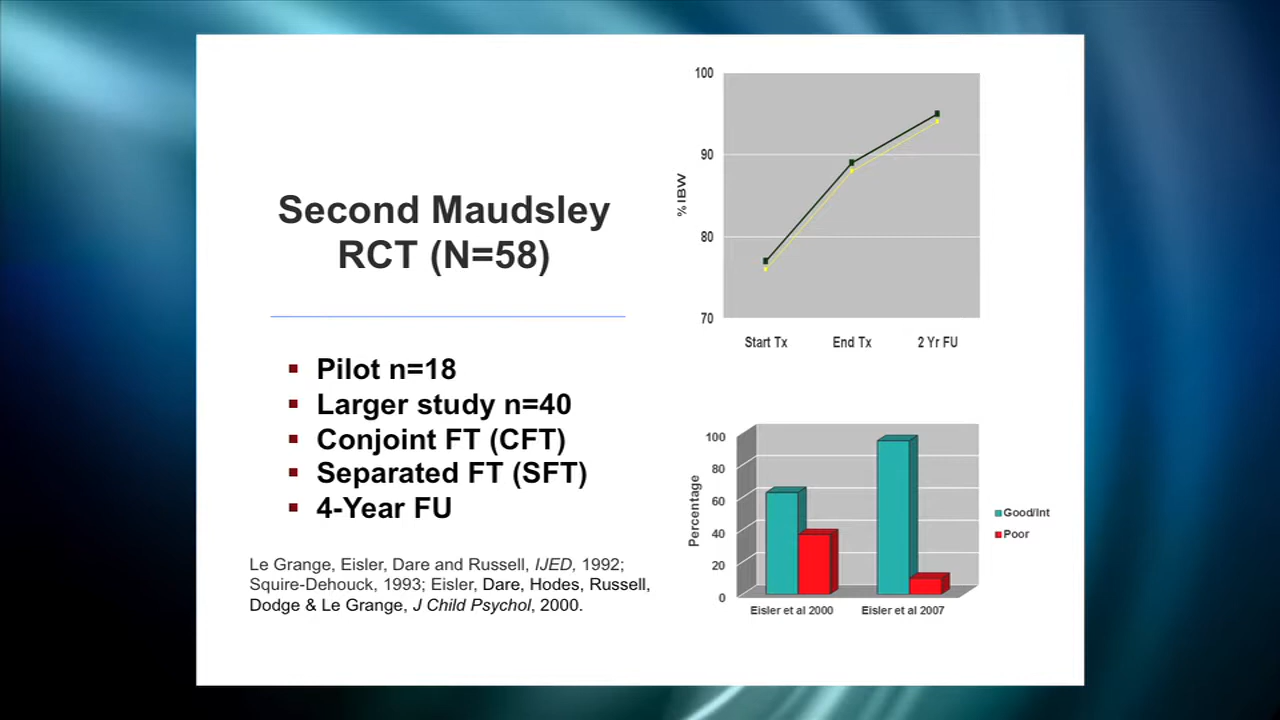 Second Maudsley
RCT (N=58)
Pilot n=18
Larger study n=40
Conjoint FT (CFT)
Separated FT (SFT)
4-Year FU
Le Grange, Eisler, Dare and Russell, IJED, 1992;
Squire-Dehouck, 1993; Eisler, Dare, Hodes, Russell,
Dodge & Le Grange, J Child Psychol, 2000.
100
90
80
70
%IBW
Start Tx
End Tx
2 Yr FU
100
80
60
40
20
0
Percentage
Eisler et al 2000
Eisler et al 2007
Good/Int
Poor